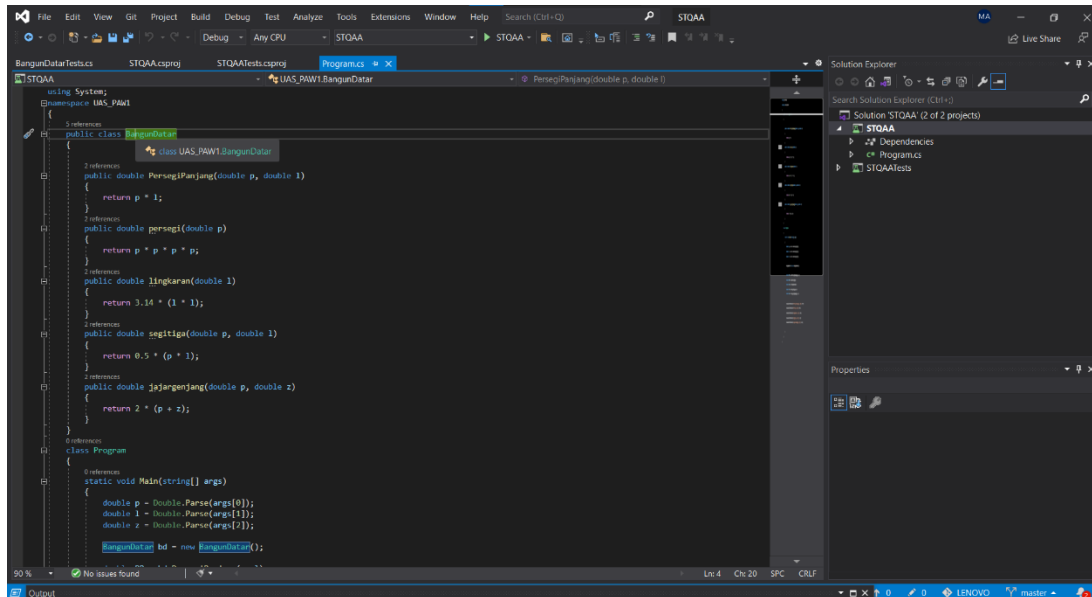 File Edit View Git Project Build Debug Test Analyze Tools Extensions Window Help Search (Ctrl+Q) STQAA MA
Debug Any CPU STQAA STQAA Live Share
BangunDatarTests.cs STQAA.csproj STQAATests.csproj Program.cs
STQAA UAS_PAW1.BangunDatar PersegiPanjang(double p, double l)
using System;
namespace UAS_PAW1
{
5 references
public class BangunDatar
{
class UAS_PAW1.BangunDatar
2 references
public double PersegiPanjang(double p, double l)
{
return p * l;
}
2 references
public double persegi(double p)
{
return p * p * p * p;
}
2 references
public double lingkaran(double l)
{
return 3.14 * (l * l);
}
2 references
public double segitiga(double p, double l)
{
return 0.5 * (p * l);
}
2 references
public double jajargenjang(double p, double z)
{
return 2 * (p + z);
}
}
0 references
class Program
{
0 references
static void Main(string[] args)
{
double p = Double.Parse(args[0]);
double l = Double.Parse(args[1]);
double z = Double.Parse(args[2]);
BangunDatar bd = new BangunDatar();
90 % No issues found Ln: 4 Ch: 20 SPC CRLF
Output 0 0 LENOVO master
Solution Explorer
Search Solution Explorer (Ctrl+;)
Solution 'STQAA' (2 of 2 projects)
STQAA
Dependencies
C# Program.cs
STQAATests
Properties